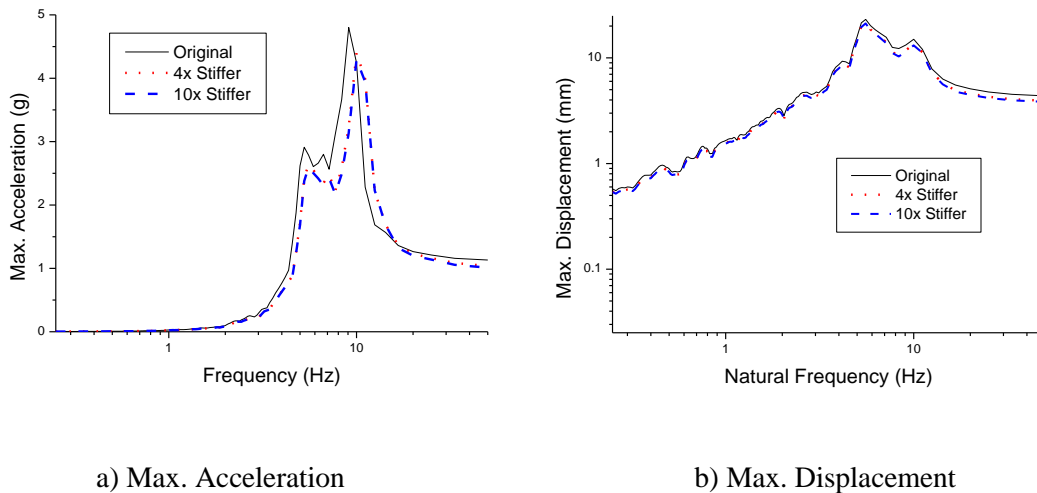 5
4
3
2
1
0
Max. Acceleration (g)
Original
4x Stiffer
10x Stiffer
1
10
Frequency (Hz)
10
1
0.1
Max. Displacement (mm)
Original
4x Stiffer
10x Stiffer
1
10
Natural Frequency (Hz)
a) Max. Acceleration
b) Max. Displacement